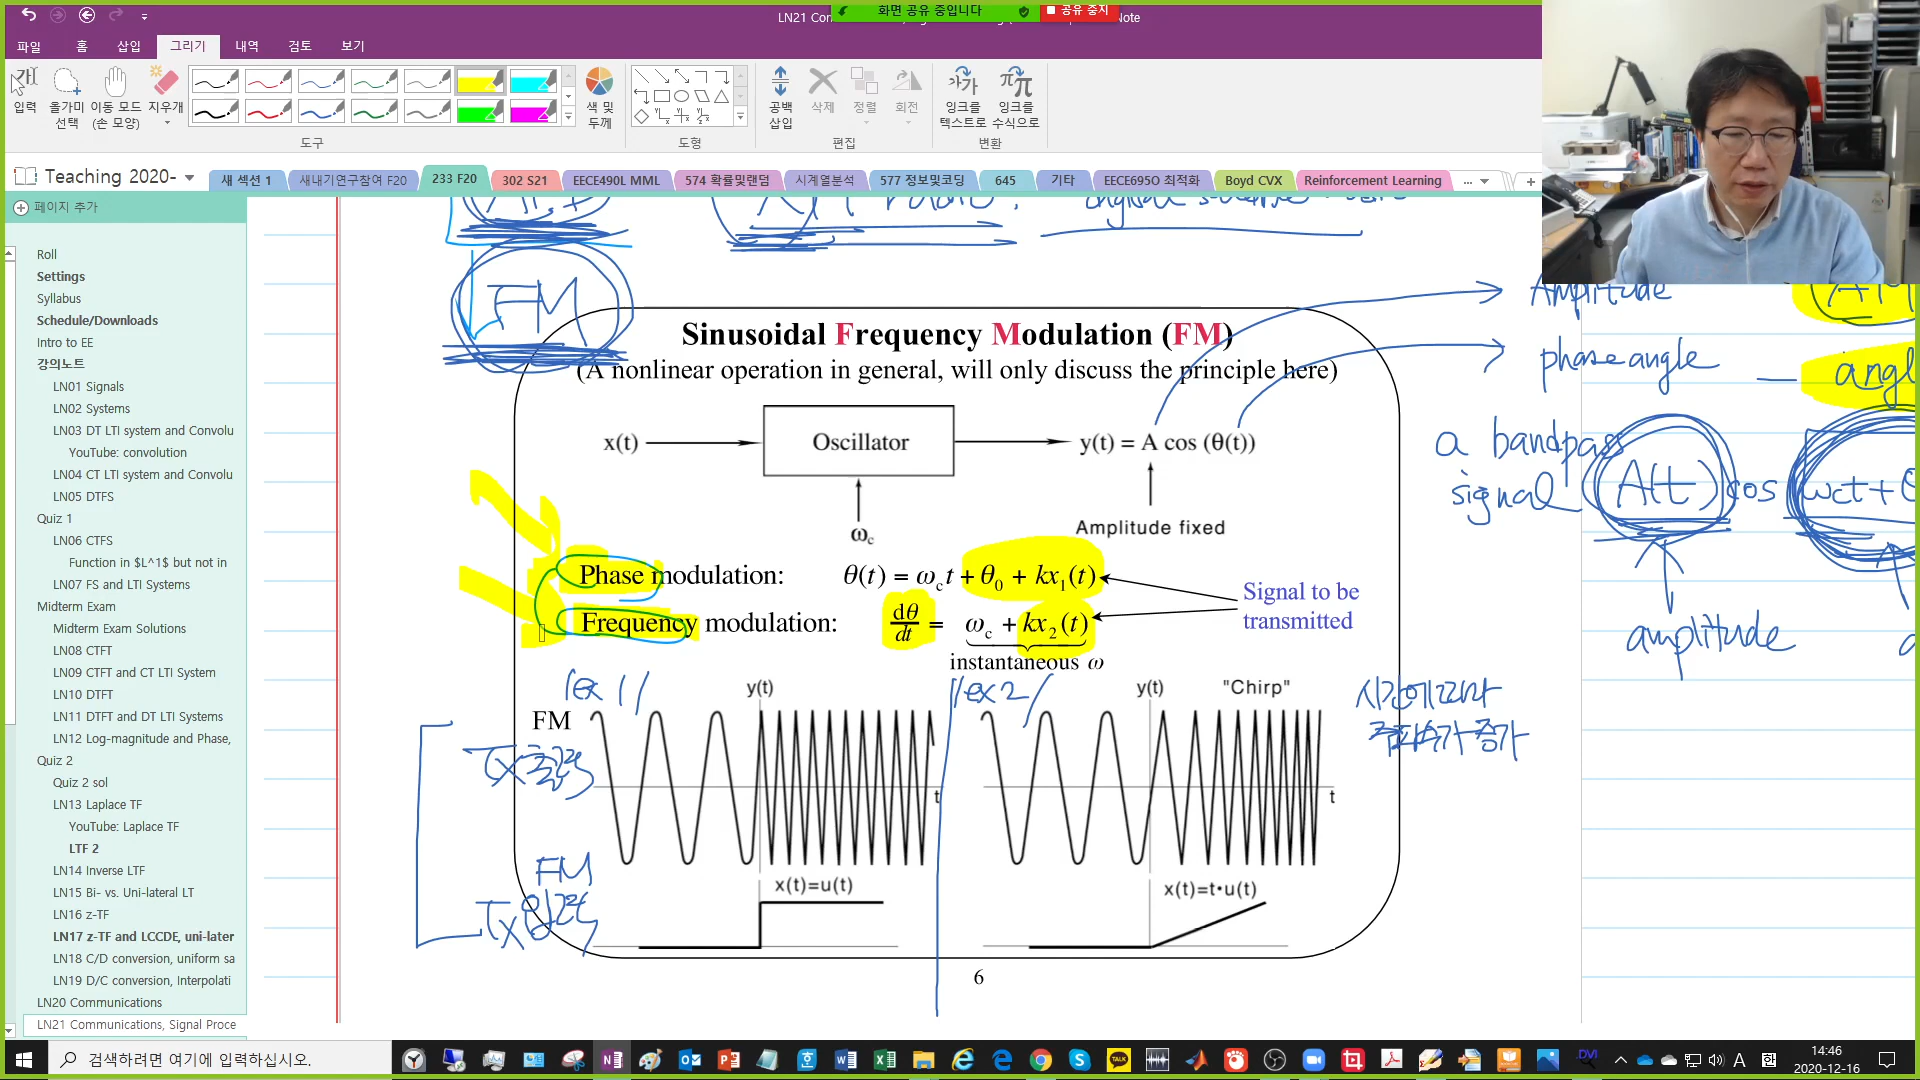 화면 공유 중입니다
공유 중지
LN21 Con
Note
파일 홈 삽입 그리기 내역 검토 보기
입력
올가미 선택
이동 모드 (손 모양)
지우개
색 및 두께
공백 삽입
삭제
정렬
회전
잉크를 텍스트로
잉크를 수식으로
도구 도형 편집 변환
Teaching 2020-
새 섹션 1 새내기연구참여 F20 233 F20 302 S21 EECE490L MML 574 확률및랜덤 시계열분석 577 정보및코딩 645 기타 EECE695O 최적화 Boyd CVX Reinforcement Learning ...
페이지 추가
Roll
Settings
Syllabus
Schedule/Downloads
Intro to EE
강의노트
LN01 Signals
LN02 Systems
LN03 DT LTI system and Convolu
YouTube: convolution
LN04 CT LTI system and Convolu
LN05 DTFS
Quiz 1
LN06 CTFS
Function in $L^1$ but not in
LN07 FS and LTI Systems
Midterm Exam
Midterm Exam Solutions
LN08 CTFT
LN09 CTFT and CT LTI System
LN10 DTFT
LN11 DTFT and DT LTI Systems
LN12 Log-magnitude and Phase,
Quiz 2
Quiz 2 sol
LN13 Laplace TF
YouTube: Laplace TF
LTF 2
LN14 Inverse LTF
LN15 Bi- vs. Uni-lateral LT
LN16 z-TF
LN17 z-TF and LCCDE, uni-later
LN18 C/D conversion, uniform sa
LN19 D/C conversion, Interpolati
LN20 Communications
LN21 Communications, Signal Proce
FM
Sinusoidal Frequency Modulation (FM)
(A nonlinear operation in general, will only discuss the principle here)
x(t) Oscillator y(t) = A cos (θ(t))
ω_c
Amplitude fixed
Phase modulation: θ(t) = ω_c t + θ_0 + kx_1(t)
Frequency modulation: dθ/dt = ω_c + kx_2(t)
instantaneous ω
Signal to be
transmitted
ex 1
y(t)
ex 2
y(t) "Chirp"
FM
Tx 출력
t
t
시간에 따라
주파수가 증가
FM
Tx 입력
x(t)=u(t)
x(t)=t•u(t)
6
Amplitude
phase angle
a bandpass
signal
A(t) cos
ωct+
amplitude
검색하려면 여기에 입력하십시오.
A
14:46
2020-12-16